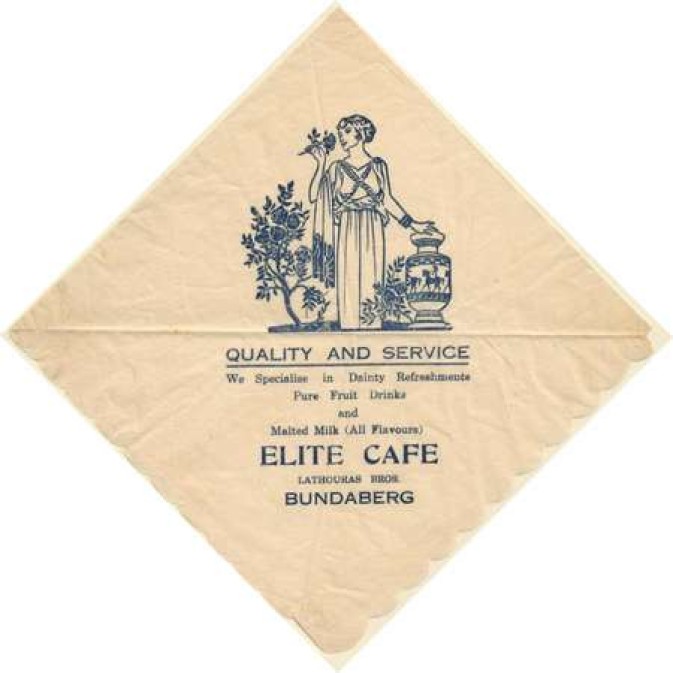 QUALITY AND SERVICE
We Specialise in Dainty Refreshments
Pure Fruit Drinks
and
Malted Milk (All Flavours)
ELITE CAFE
LATHOURAS BROS.
BUNDABERG